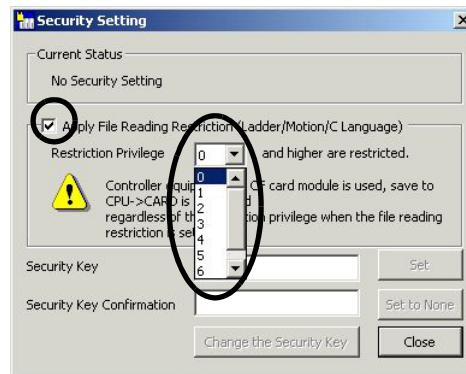 Security Setting
Current Status
No Security Setting
Apply File Reading Restriction (Ladder/Motion/C Language)
Restriction Privilege 0 and higher are restricted.
Controller equip CF card module is used, save to
CPU->CARD is
regardless of th privilege when the file reading
restriction is set
0
1
2
3
4
5
6
Security Key
Set
Security Key Confirmation
Set to None
Change the Security Key
Close